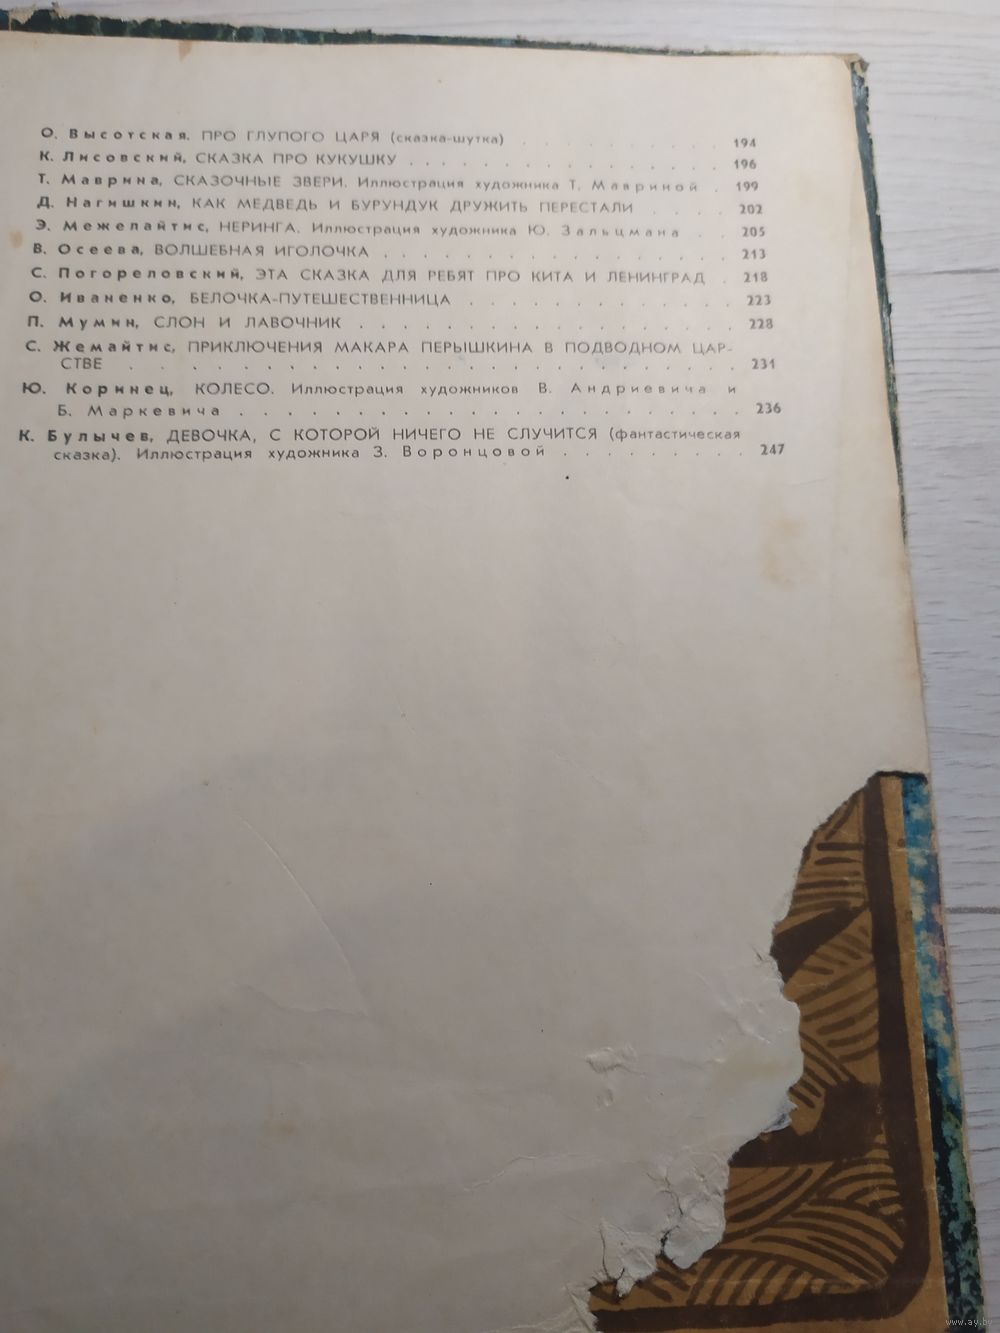 О. Высотская. ПРО ГЛУПОГО ЦАРЯ (сказка-шутка) . . . . . . . . . 194
К. Лисовский, СКАЗКА ПРО КУКУШКУ . . . . . . . . . . . . . . 196
Т. Маврина, СКАЗОЧНЫЕ ЗВЕРИ. Иллюстрация художника Т. Мавриной . 199
Д. Нагишкин, КАК МЕДВЕДЬ И БУРУНДУК ДРУЖИТЬ ПЕРЕСТАЛИ . . . . 202
Э. Межелайтис, НЕРИНГА. Иллюстрация художника Ю. Зальцмана . . 205
В. Осеева, ВОЛШЕБНАЯ ИГОЛОЧКА . . . . . . . . . . . . . . . . 213
С. Погореловский, ЭТА СКАЗКА ДЛЯ РЕБЯТ ПРО КИТА И ЛЕНИНГРАД . 218
О. Иваненко, БЕЛОЧКА-ПУТЕШЕСТВЕННИЦА . . . . . . . . . . . . 223
П. Мумин, СЛОН И ЛАВОЧНИК . . . . . . . . . . . . . . . . . . 228
С. Жемайтис, ПРИКЛЮЧЕНИЯ МАКАРА ПЕРЫШКИНА В ПОДВОДНОМ ЦАР-
СТВЕ . . . . . . . . . . . . . . . . . . . . . . . . . . . . 231
Ю. Коринец, КОЛЕСО. Иллюстрация художников В. Андриевича и
Б. Маркевича . . . . . . . . . . . . . . . . . . . . . . . . 236
К. Булычев, ДЕВОЧКА, С КОТОРОЙ НИЧЕГО НЕ СЛУЧИТСЯ (фантастическая
сказка). Иллюстрация художника З. Воронцовой . . . . . . . . 247
www.ay.by